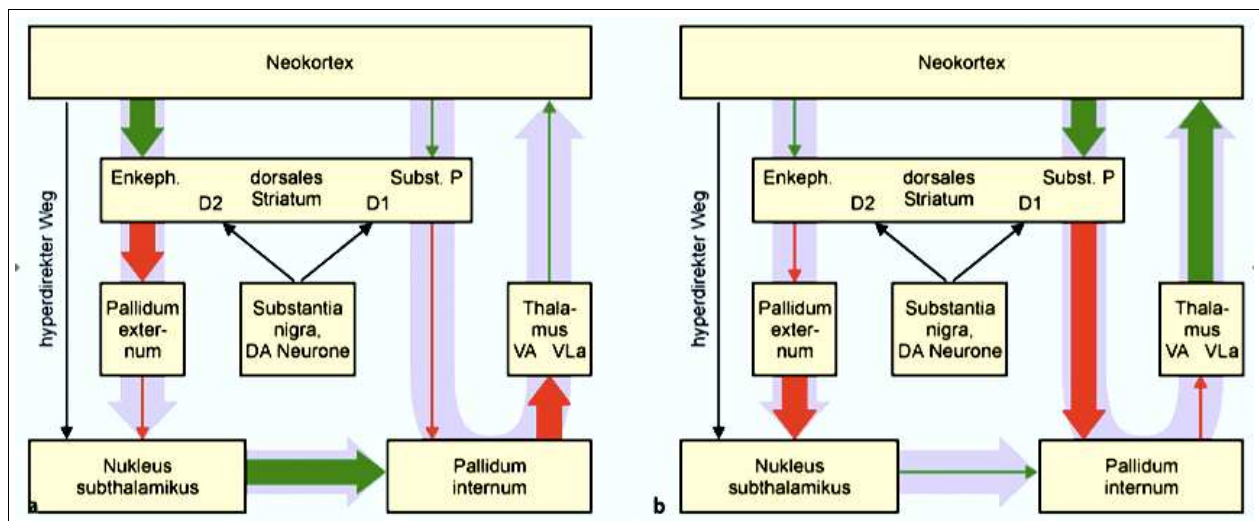 Neokortex
hyperdirekter Weg
Enkeph.
dorsales
Striatum
Subst. P
D2
D1
Pallidum
exter-
num
Substantia
nigra,
DA Neurone
Thala-
mus
VA VLa
Nukleus
subthalamikus
Pallidum
internum
a
Neokortex
hyperdirekter Weg
Enkeph.
dorsales
Striatum
Subst. P
D2
D1
Pallidum
exter-
num
Substantia
nigra,
DA Neurone
Thala-
mus
VA VLa
Nukleus
subthalamikus
Pallidum
internum
b